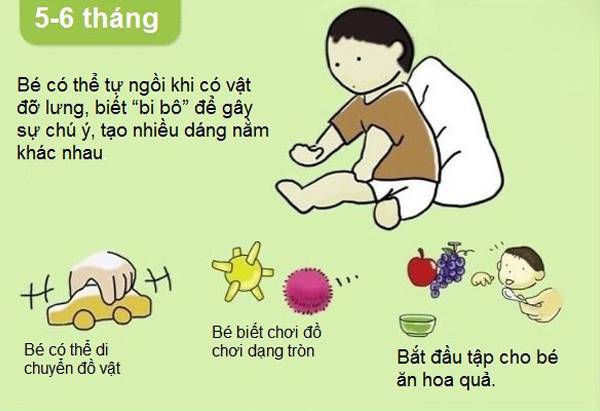 5-6 tháng
Bé có thể tự ngồi khi có vật
đỡ lưng, biết “bi bô” để gây
sự chú ý, tạo nhiều dáng nằm
khác nhau
Bé có thể di
chuyển đồ vật
Bé biết chơi đồ
chơi dạng tròn
Bắt đầu tập cho bé
ăn hoa quả.